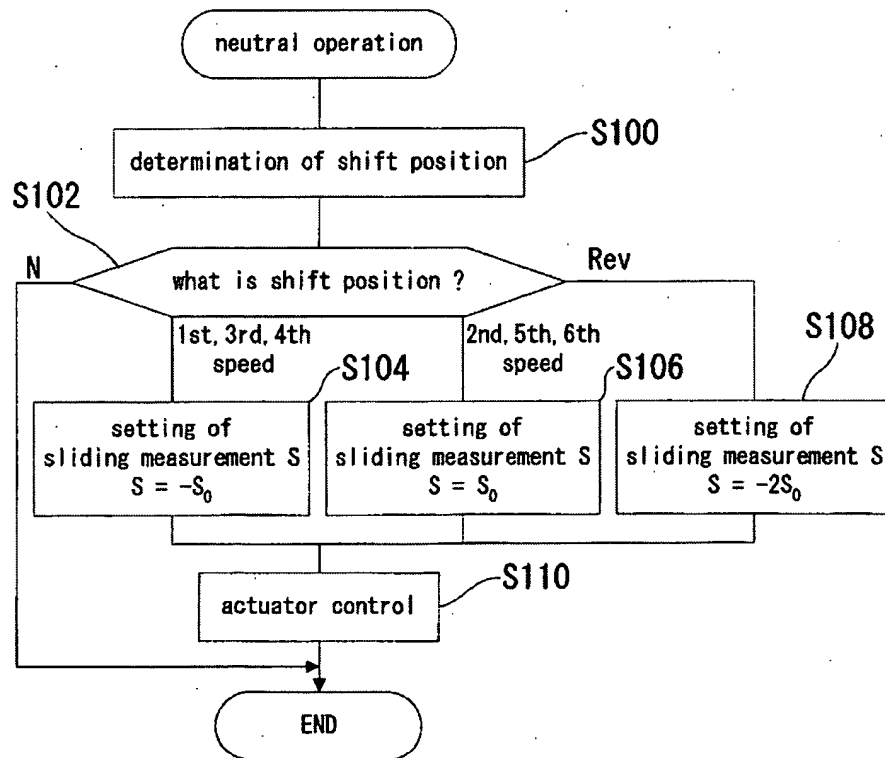 neutral operation
determination of shift position
S100
S102
N
what is shift position ?
Rev
1st, 3rd, 4th
speed
2nd, 5th, 6th
speed
S104
S106
S108
setting of
sliding measurement S
S = -S₀
setting of
sliding measurement S
S = S₀
setting of
sliding measurement S
S = -2S₀
actuator control
S110
END